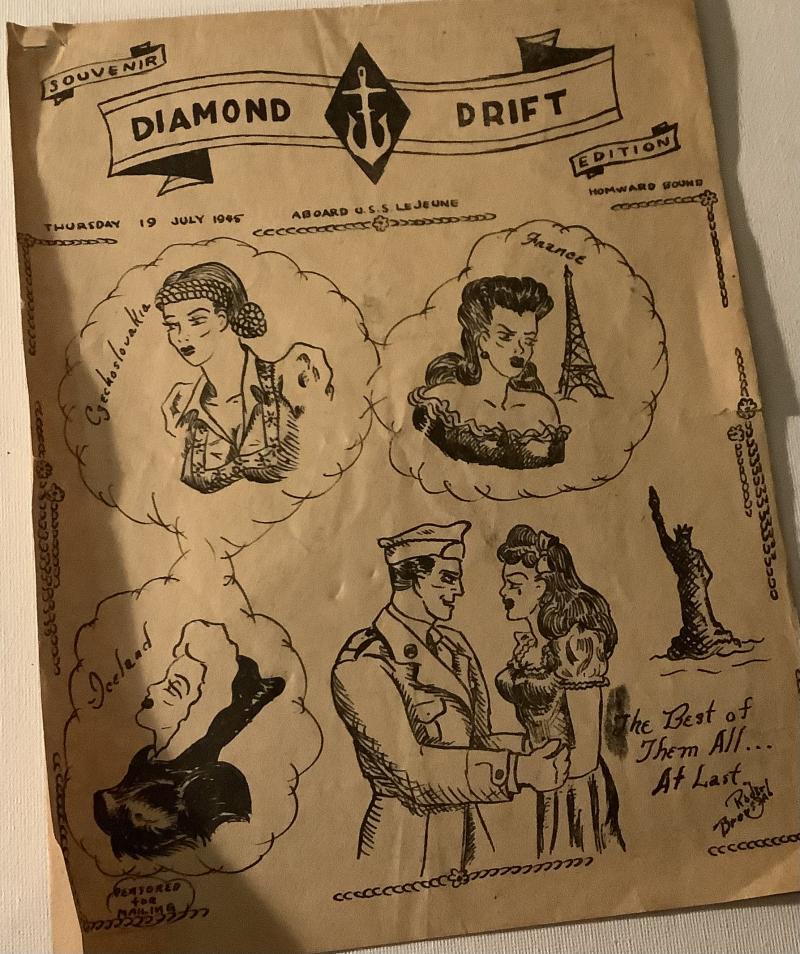 SOUVENIR
DIAMOND DRIFT
EDITION
HOMWARD BOUND
THURSDAY 19 JULY 1945
ABOARD U.S.S LEJEUNE
Czechoslovakia
France
Iceland
The Best of
Them All...
At Last.
CENSORED
FOR
MAILING